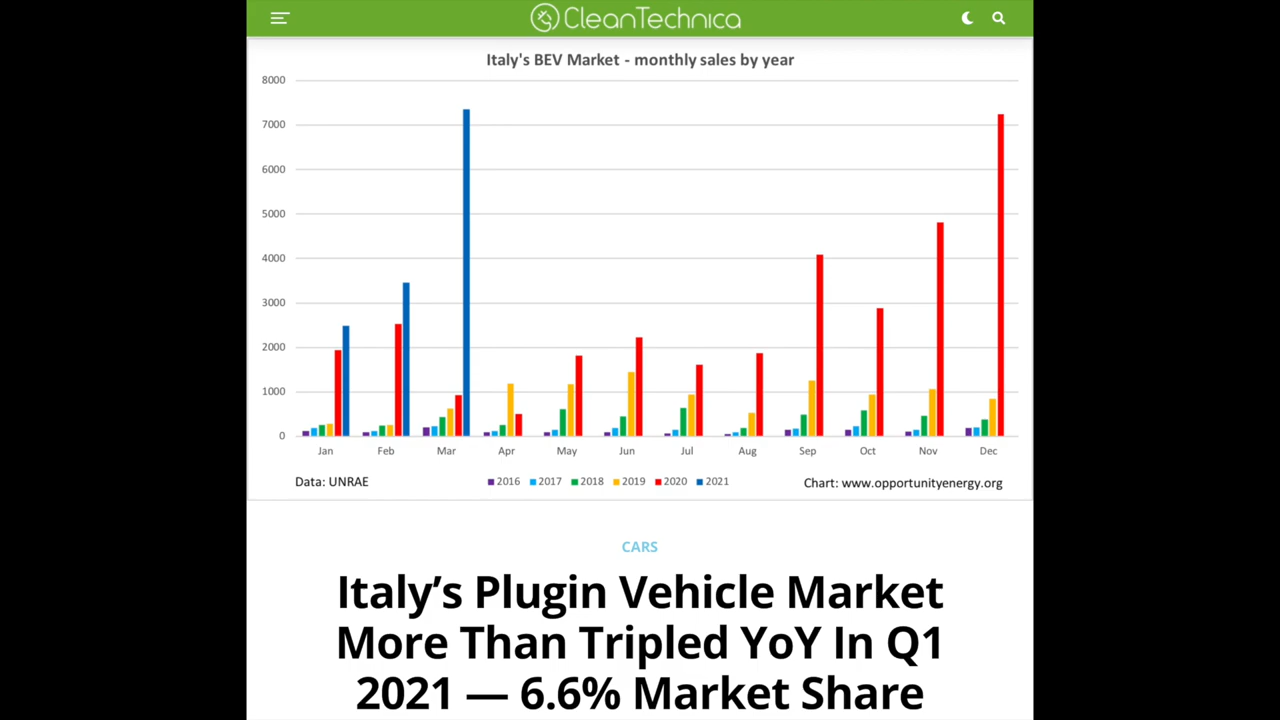 CleanTechnica
Italy's BEV Market - monthly sales by year
8000
7000
6000
5000
4000
3000
2000
1000
0
Jan Feb Mar Apr May Jun Jul Aug Sep Oct Nov Dec
Data: UNRAE
2016 2017 2018 2019 2020 2021
Chart: www.opportunityenergy.org
CARS
Italy’s Plugin Vehicle Market
More Than Tripled YoY In Q1
2021 — 6.6% Market Share